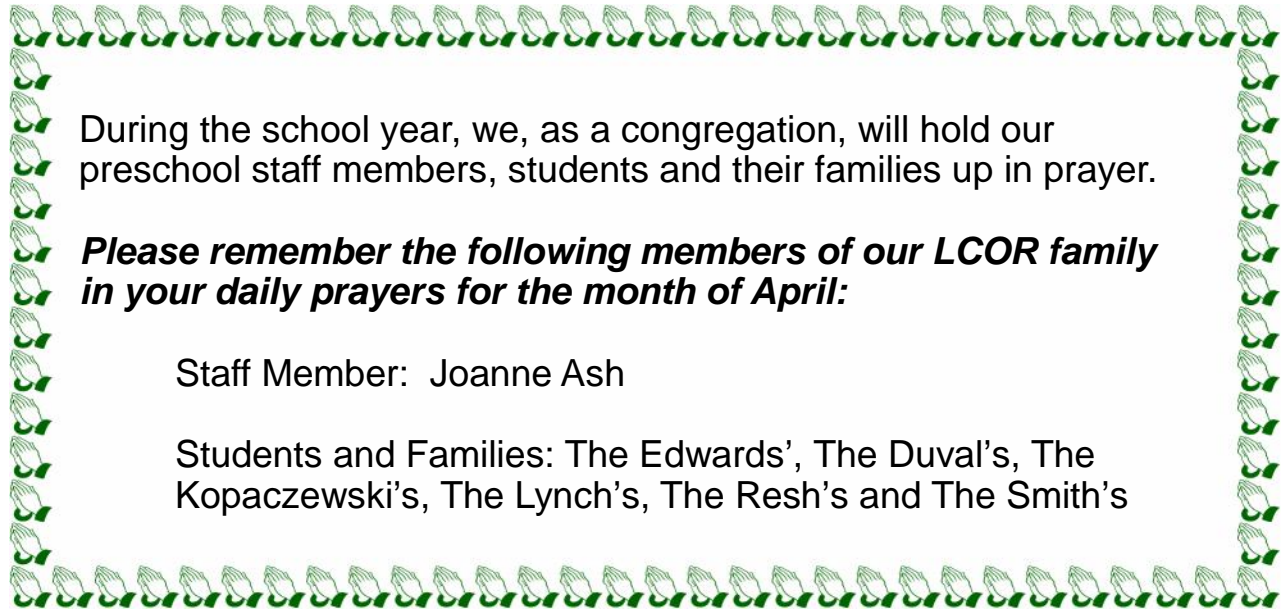 During the school year, we, as a congregation, will hold our
preschool staff members, students and their families up in prayer.
Please remember the following members of our LCOR family
in your daily prayers for the month of April:
Staff Member:  Joanne Ash
Students and Families: The Edwards’, The Duval’s, The
Kopaczewski’s, The Lynch’s, The Resh’s and The Smith’s